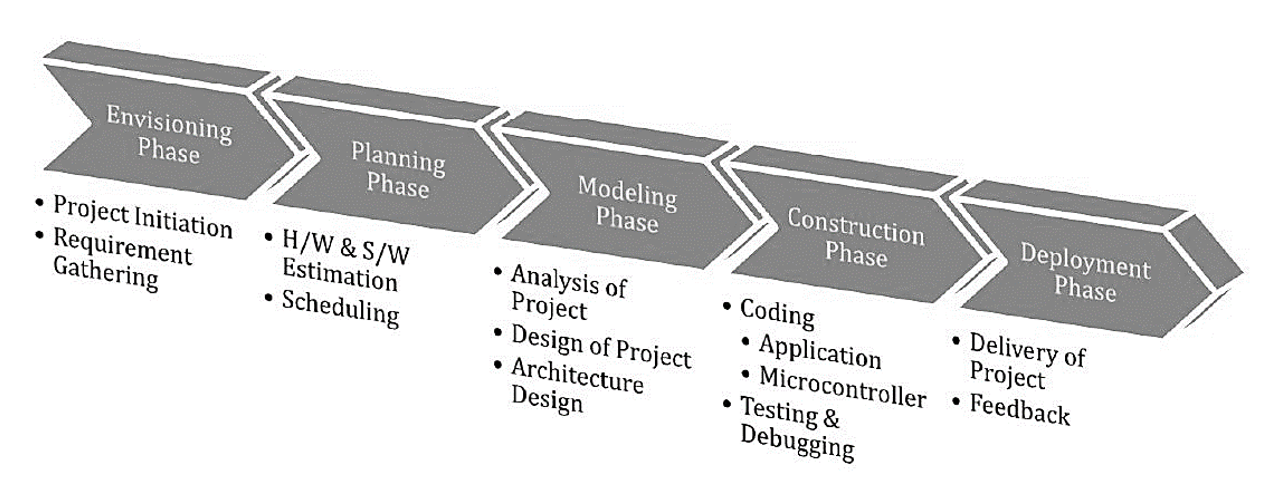 Envisioning
Phase
• Project Initiation
• Requirement
Gathering
Planning
Phase
• H/W & S/W
Estimation
• Scheduling
Modeling
Phase
• Analysis of
Project
• Design of Project
• Architecture
Design
Construction
Phase
• Coding
• Application
• Microcontroller
• Testing &
Debugging
Deployment
Phase
• Delivery of
Project
• Feedback